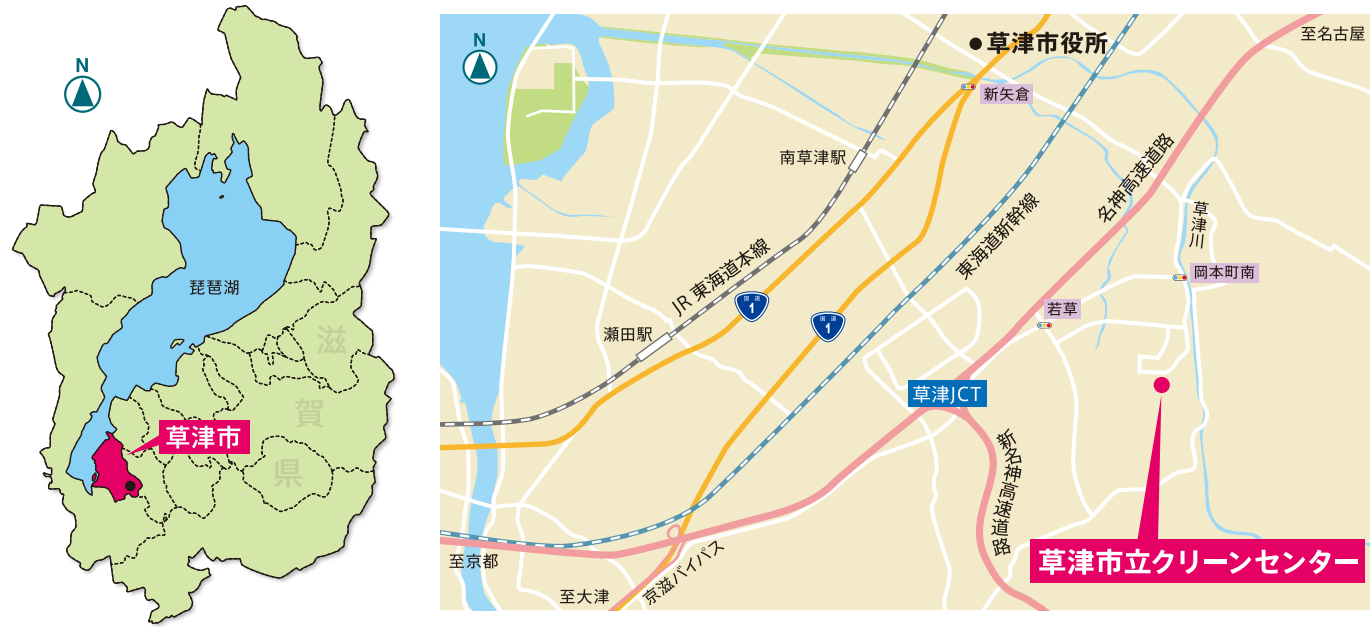 N
琵琶湖
滋
賀
県
草津市
N
草津市役所
至名古屋
新矢倉
南草津駅
名神高速道路
草津川
東海道新幹線
JR 東海道本線
岡本町南
国道
1
国道
1
若草
瀬田駅
草津JCT
新名神高速道路
草津市立クリーンセンター
至京都
京滋バイパス
至大津